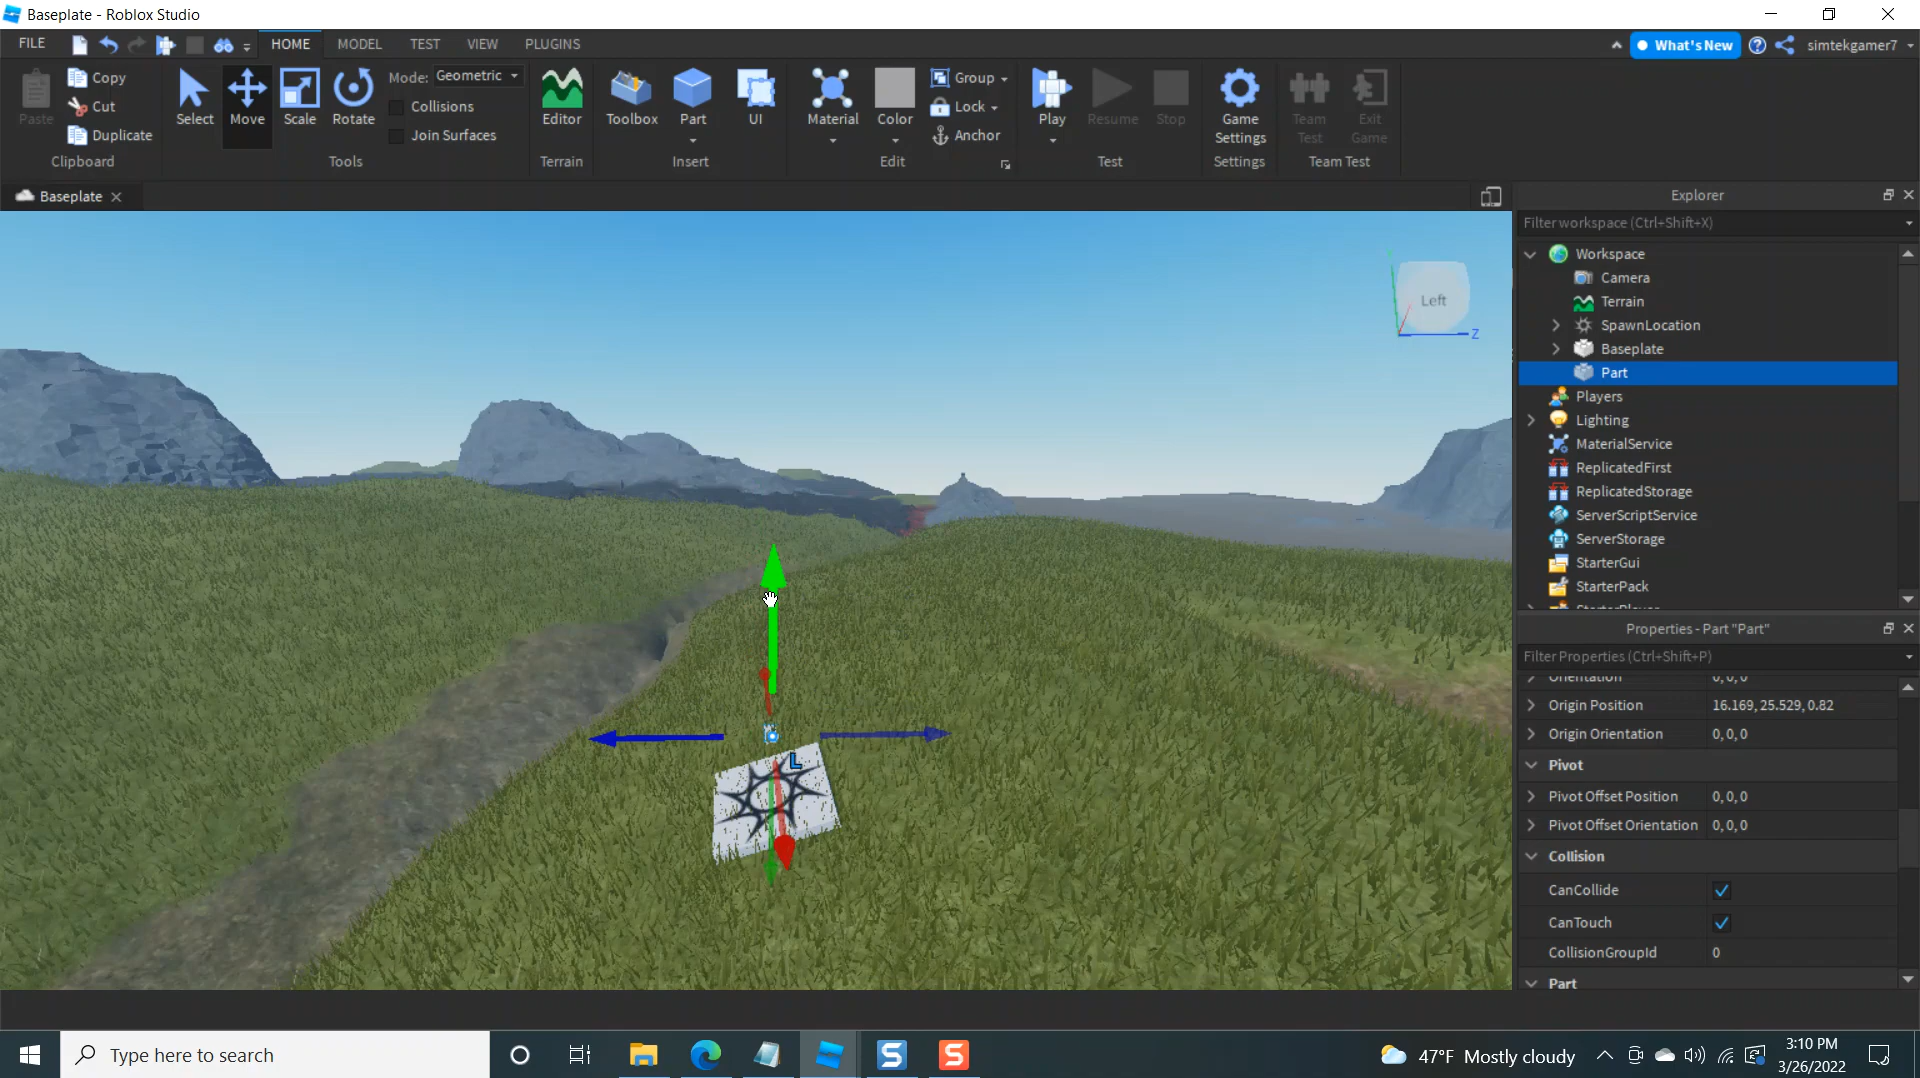 Baseplate - Roblox Studio
FILE
HOME
MODEL
TEST
VIEW
PLUGINS
What's New
simtekgamer7
Paste
Copy
Cut
Duplicate
Clipboard
Select
Move
Scale
Rotate
Mode:
Geometric
Collisions
Join Surfaces
Tools
Editor
Terrain
Toolbox
Part
UI
Insert
Material
Color
Group
Lock
Anchor
Edit
Play
Resume
Stop
Test
Game
Settings
Settings
Team
Test
Exit
Game
Team Test
Baseplate
Left
Z
L
Explorer
Filter workspace (Ctrl+Shift+X)
Workspace
Camera
Terrain
SpawnLocation
Baseplate
Part
Players
Lighting
MaterialService
ReplicatedFirst
ReplicatedStorage
ServerScriptService
ServerStorage
StarterGui
StarterPack
StarterPlayer
Properties - Part "Part"
Filter Properties (Ctrl+Shift+P)
Orientation 0, 0, 0
Origin Position 16.169, 25.529, 0.82
Origin Orientation 0, 0, 0
Pivot
Pivot Offset Position 0, 0, 0
Pivot Offset Orientation 0, 0, 0
Collision
CanCollide
CanTouch
CollisionGroupId 0
Part
Type here to search
S
S
47°F Mostly cloudy
3:10 PM
3/26/2022